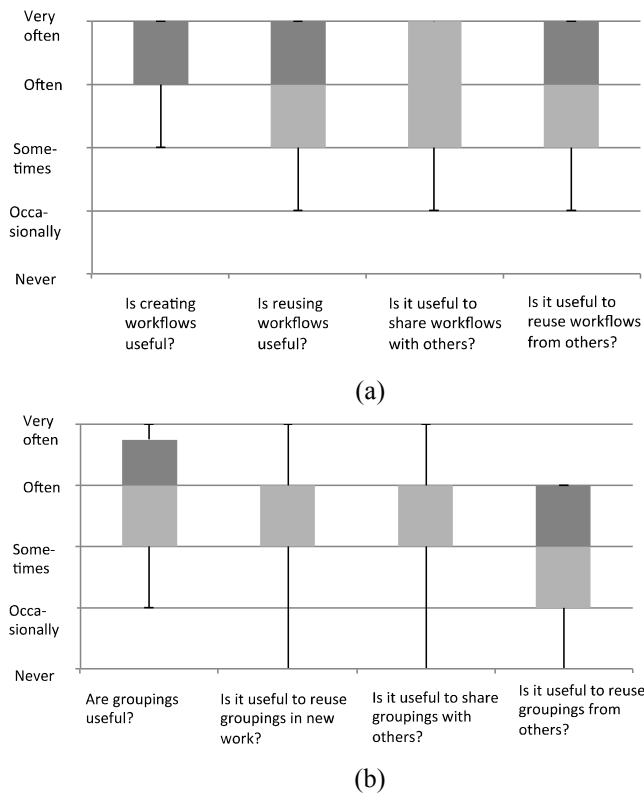 Very
often
Often
Some-
times
Occa-
sionally
Never
Is creating
workflows
useful?
Is reusing
workflows
useful?
Is it useful to
share workflows
with others?
Is it useful to
reuse workflows
from others?
(a)
Very
often
Often
Some-
times
Occa-
sionally
Never
Are groupings
useful?
Is it useful to reuse
groupings in new
work?
Is it useful to share
groupings with
others?
Is it useful to reuse
groupings from
others?
(b)